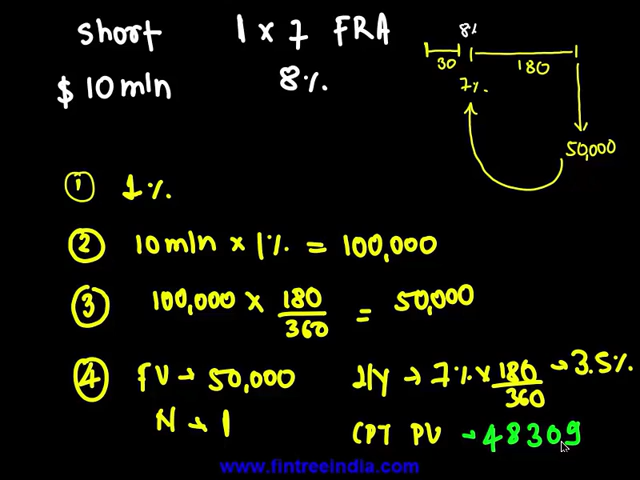 short 1 x 7 FRA
$ 10 mln 8%
8%
30 180
7%.
50,000
① 1%.
② 10 mln x 1%. = 100,000
③ 100,000 x 180/360 = 50,000
④ FV → 50,000 I/Y → 7%. x 180/360 → 3.5%.
N → 1 CPT PV → 48309
www.fintreeindia.com